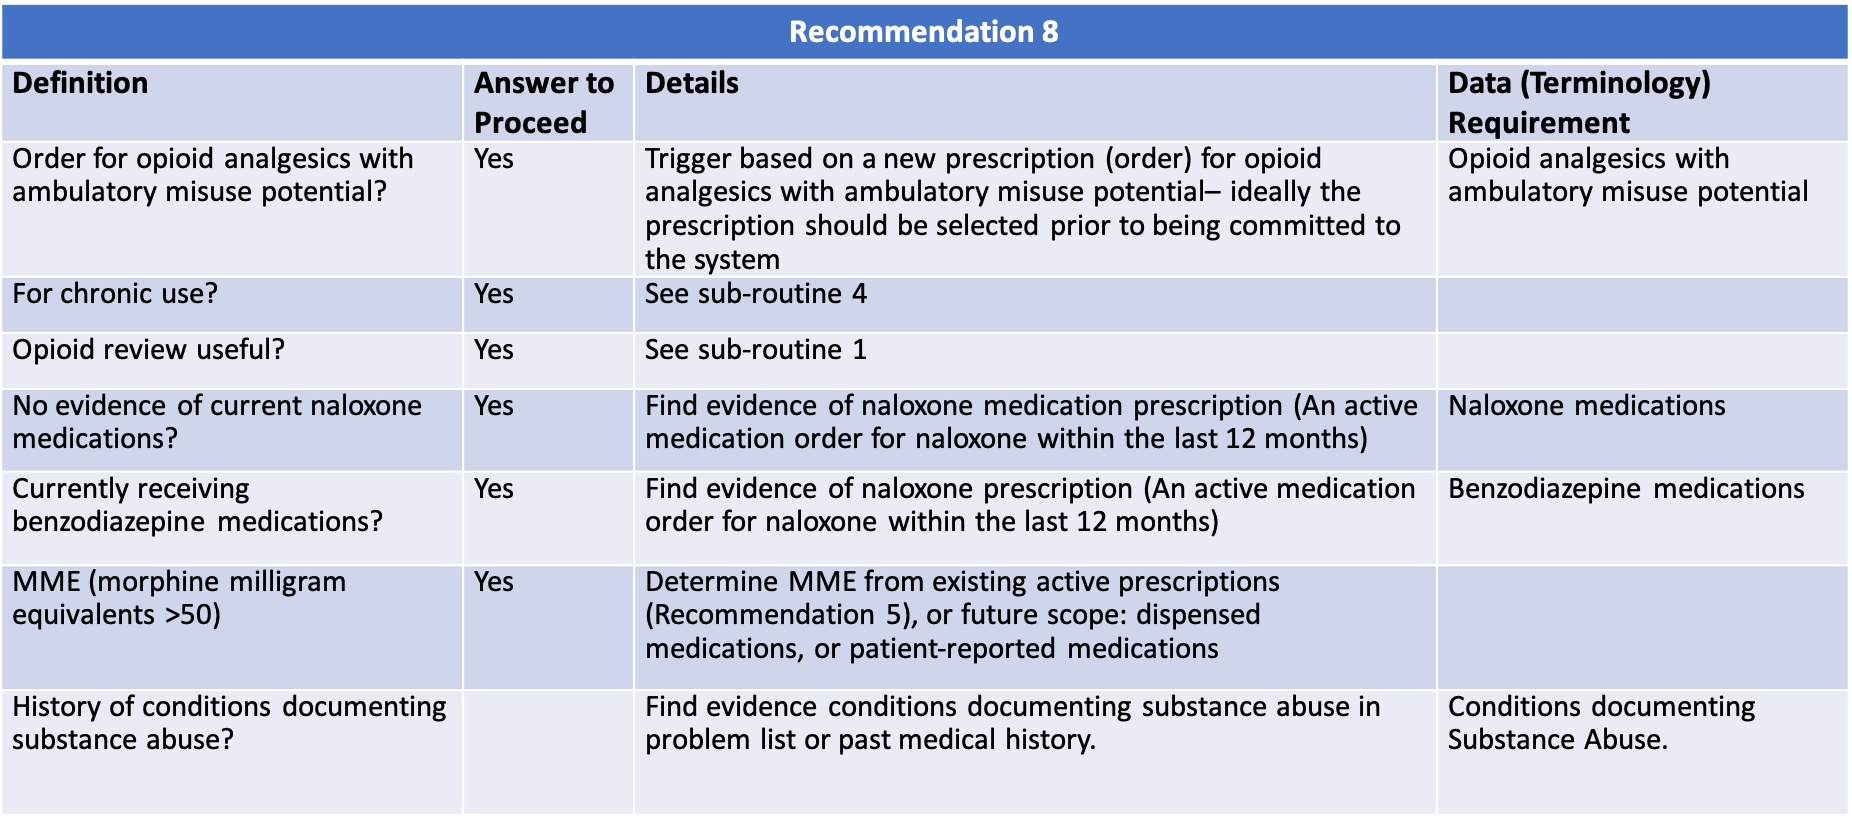 Recommendation 8
Definition
Answer to
Proceed
Details
Data (Terminology)
Requirement
Order for opioid analgesics with
ambulatory misuse potential?
Yes
Trigger based on a new prescription (order) for opioid
analgesics with ambulatory misuse potential– ideally the
prescription should be selected prior to being committed to
the system
Opioid analgesics with
ambulatory misuse potential
For chronic use?
Yes
See sub-routine 4
Opioid review useful?
Yes
See sub-routine 1
No evidence of current naloxone
medications?
Yes
Find evidence of naloxone medication prescription (An active
medication order for naloxone within the last 12 months)
Naloxone medications
Currently receiving
benzodiazepine medications?
Yes
Find evidence of naloxone prescription (An active medication
order for naloxone within the last 12 months)
Benzodiazepine medications
MME (morphine milligram
equivalents >50)
Yes
Determine MME from existing active prescriptions
(Recommendation 5), or future scope: dispensed
medications, or patient-reported medications
History of conditions documenting
substance abuse?
Find evidence conditions documenting substance abuse in
problem list or past medical history.
Conditions documenting
Substance Abuse.